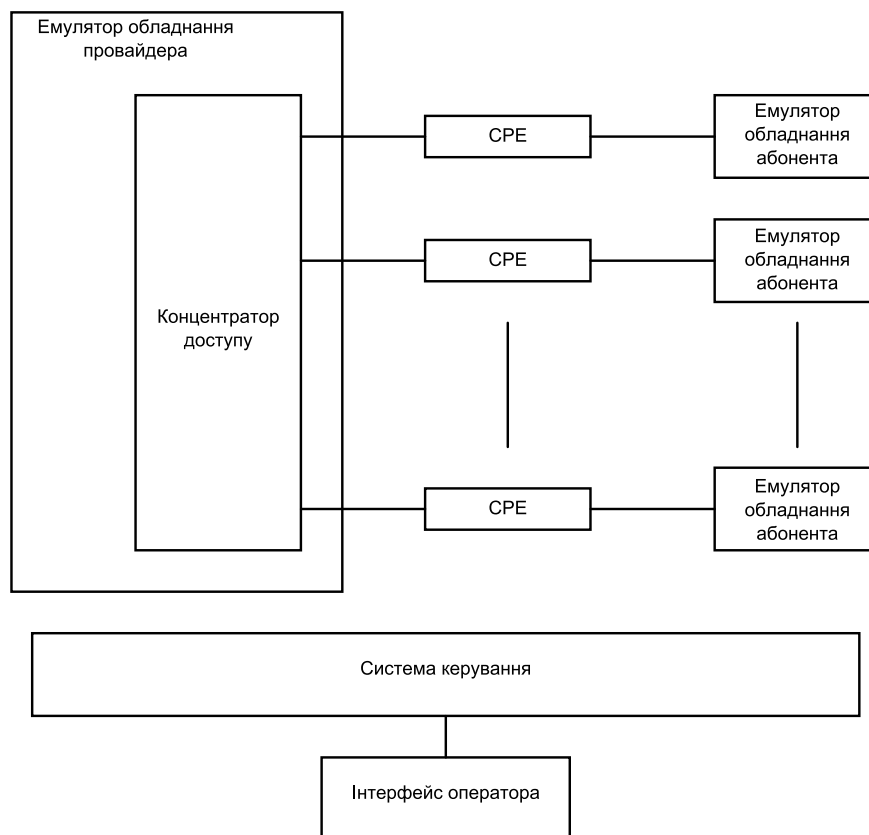 Емулятор обладнання
провайдера
CPE
Емулятор
обладнання
абонента
CPE
Емулятор
обладнання
абонента
Концентратор
доступу
CPE
Емулятор
обладнання
абонента
Система керування
Інтерфейс оператора